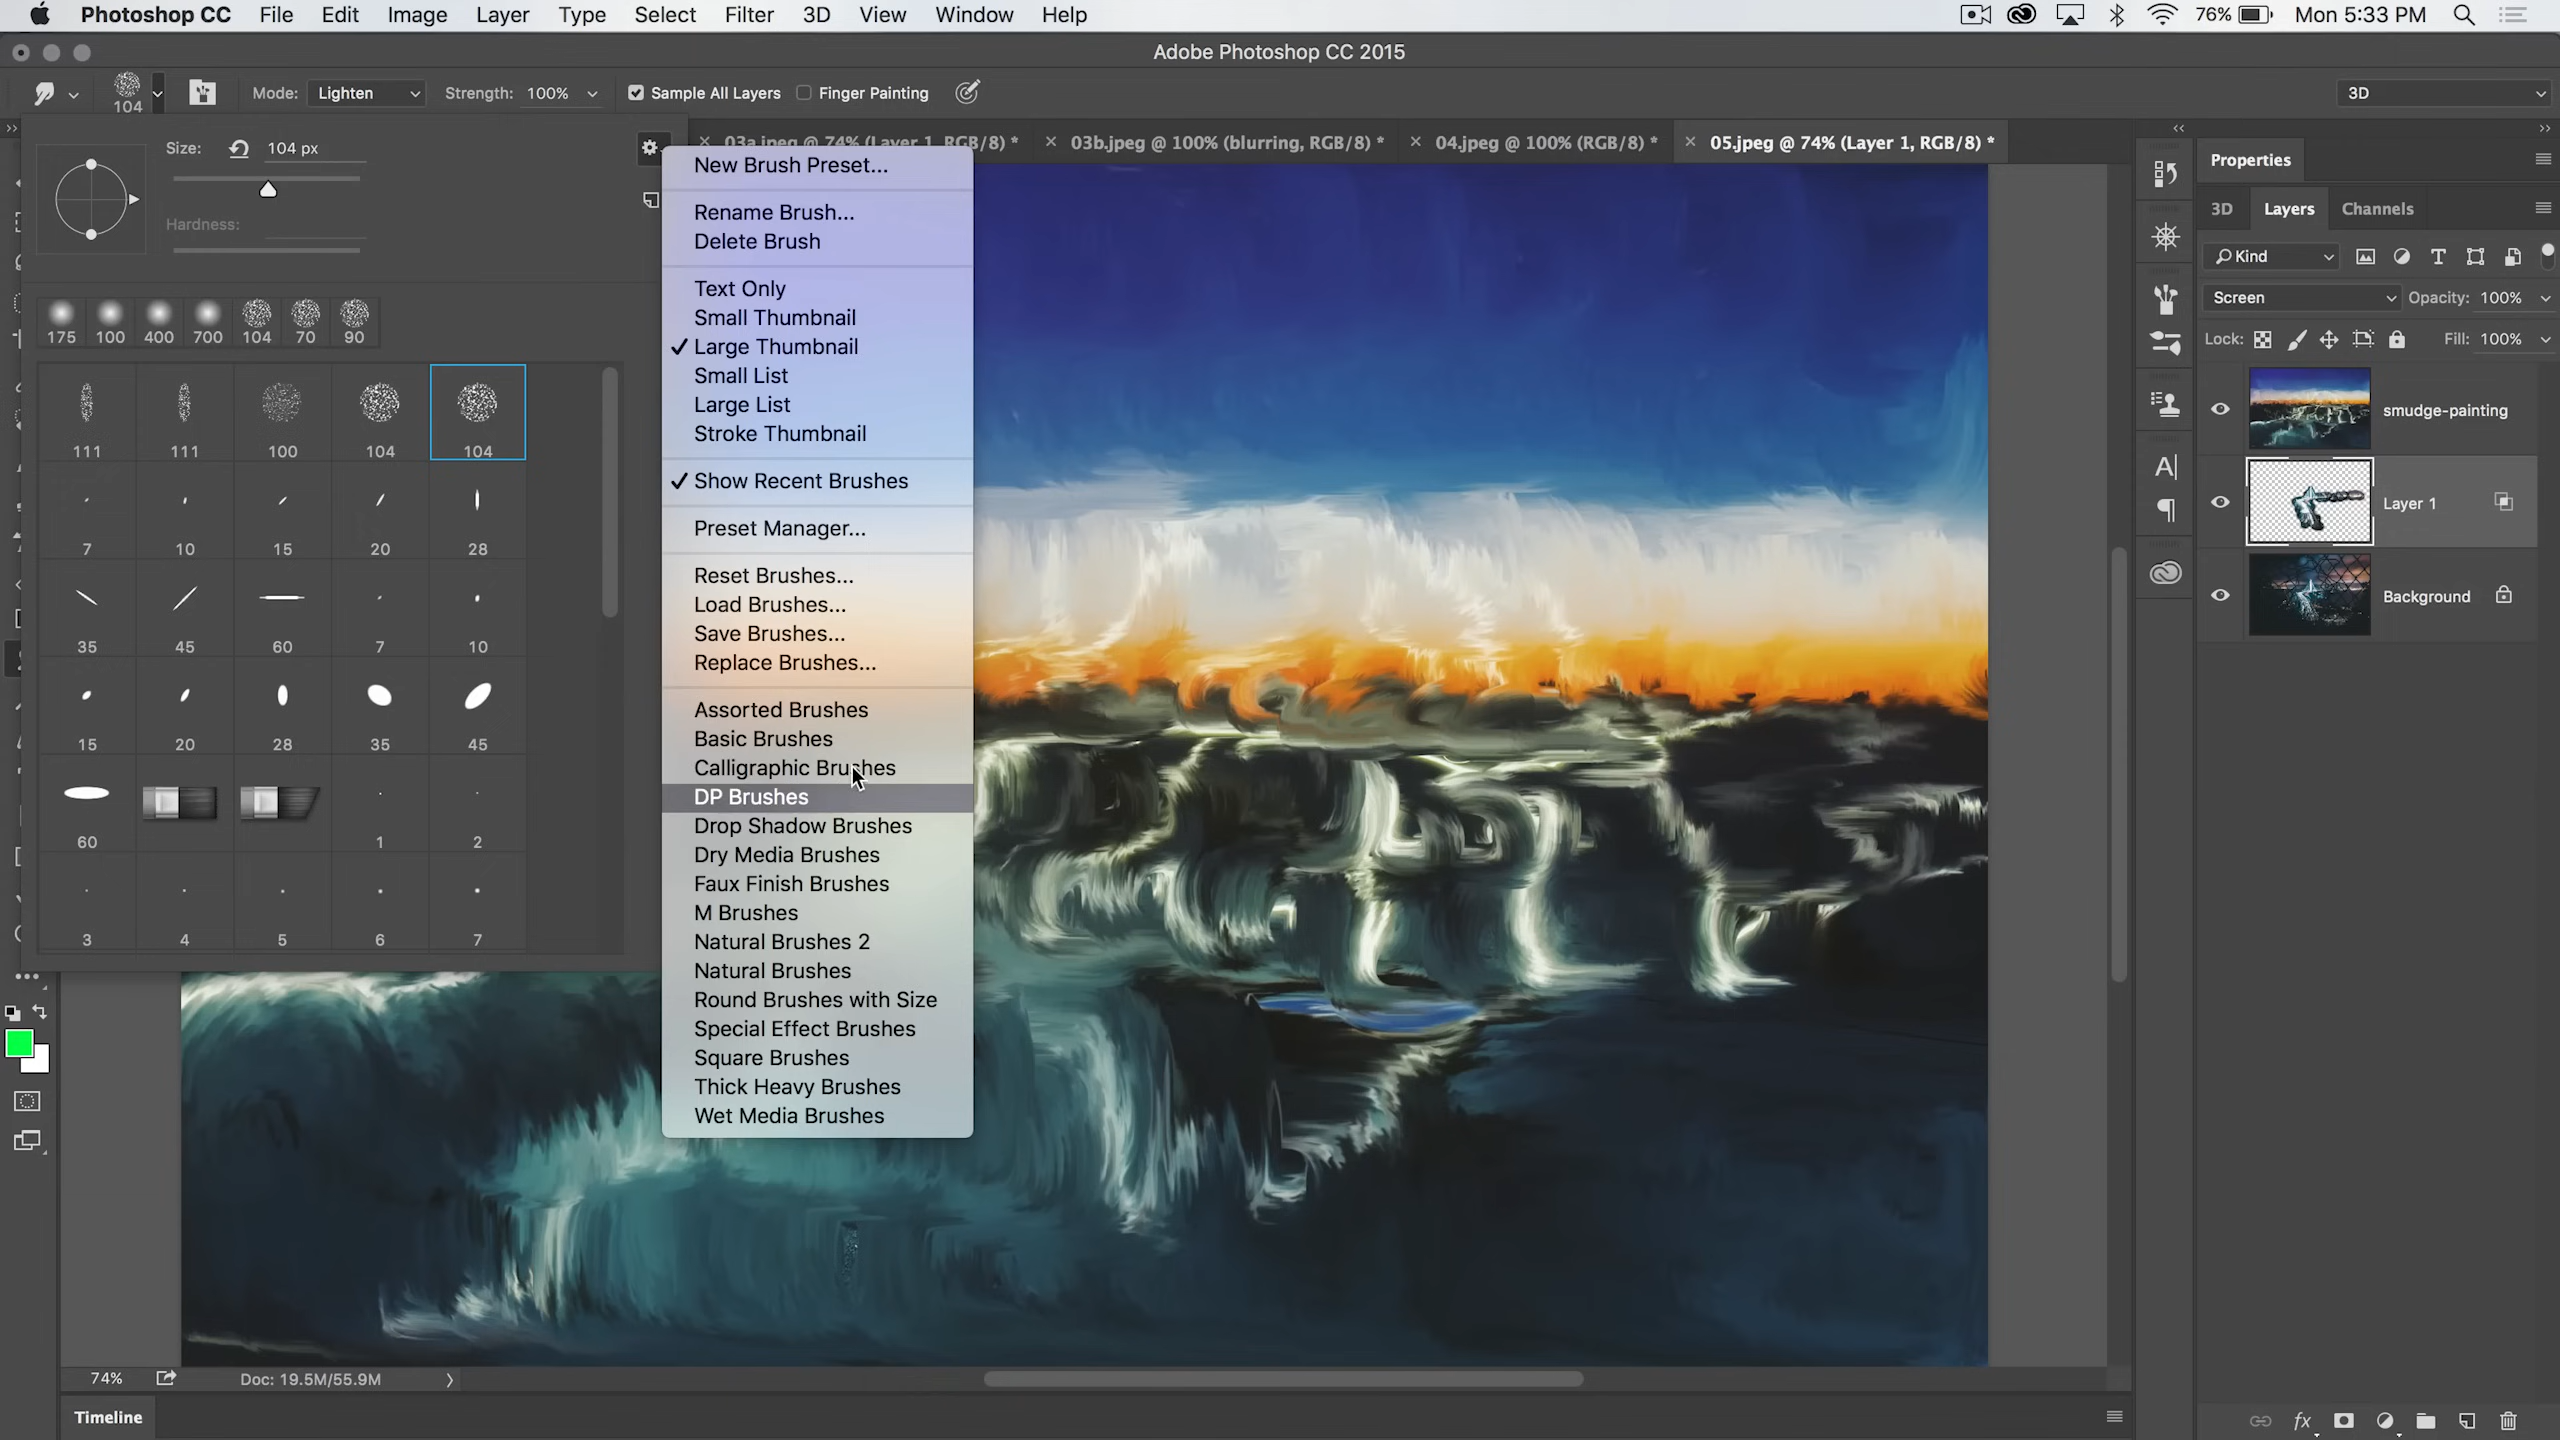 Photoshop CC File Edit Image Layer Type Select Filter 3D View Window Help 76% Mon 5:33 PM
Adobe Photoshop CC 2015
104 Mode: Lighten Strength: 100% Sample All Layers Finger Painting 3D
03a.jpeg @ 74% (Layer 1, RGB/8) * 03b.jpeg @ 100% (blurring, RGB/8) * 04.jpeg @ 100% (RGB/8) * 05.jpeg @ 74% (Layer 1, RGB/8) *
Size: 104 px
Hardness:
175 100 400 700 104 70 90
111 111 100 104 104
7 10 15 20 28
35 45 60 7 10
15 20 28 35 45
60 1 2
3 4 5 6 7
New Brush Preset...
Rename Brush...
Delete Brush
Text Only
Small Thumbnail
Large Thumbnail
Small List
Large List
Stroke Thumbnail
Show Recent Brushes
Preset Manager...
Reset Brushes...
Load Brushes...
Save Brushes...
Replace Brushes...
Assorted Brushes
Basic Brushes
Calligraphic Brushes
DP Brushes
Drop Shadow Brushes
Dry Media Brushes
Faux Finish Brushes
M Brushes
Natural Brushes 2
Natural Brushes
Round Brushes with Size
Special Effect Brushes
Square Brushes
Thick Heavy Brushes
Wet Media Brushes
Properties
3D Layers Channels
Kind
Screen Opacity: 100%
Lock: Fill: 100%
smudge-painting
Layer 1
Background
74% Doc: 19.5M/55.9M
Timeline
fx